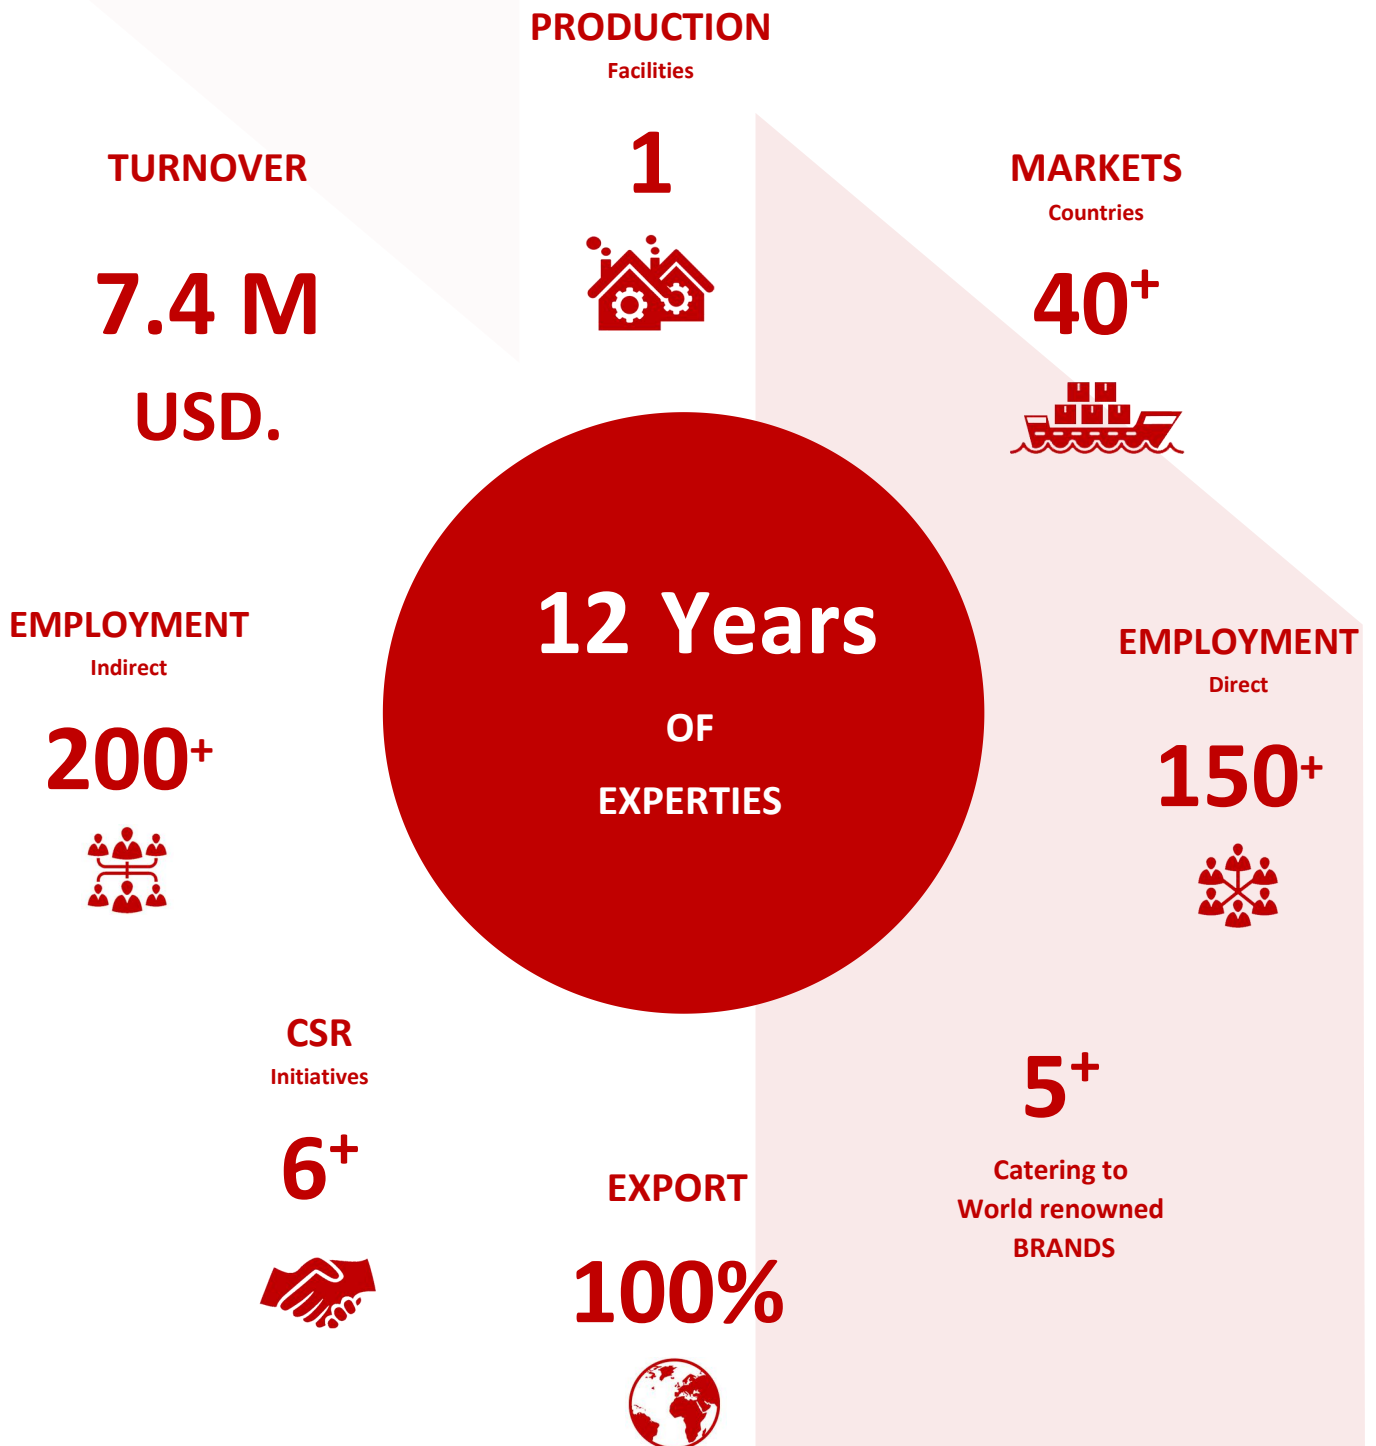 PRODUCTION
Facilities
1
TURNOVER
7.4 M
USD.
MARKETS
Countries
40+
12 Years
OF
EXPERTIES
EMPLOYMENT
Indirect
200+
EMPLOYMENT
Direct
150+
CSR
Initiatives
6+
EXPORT
100%
5+
Catering to
World renowned
BRANDS